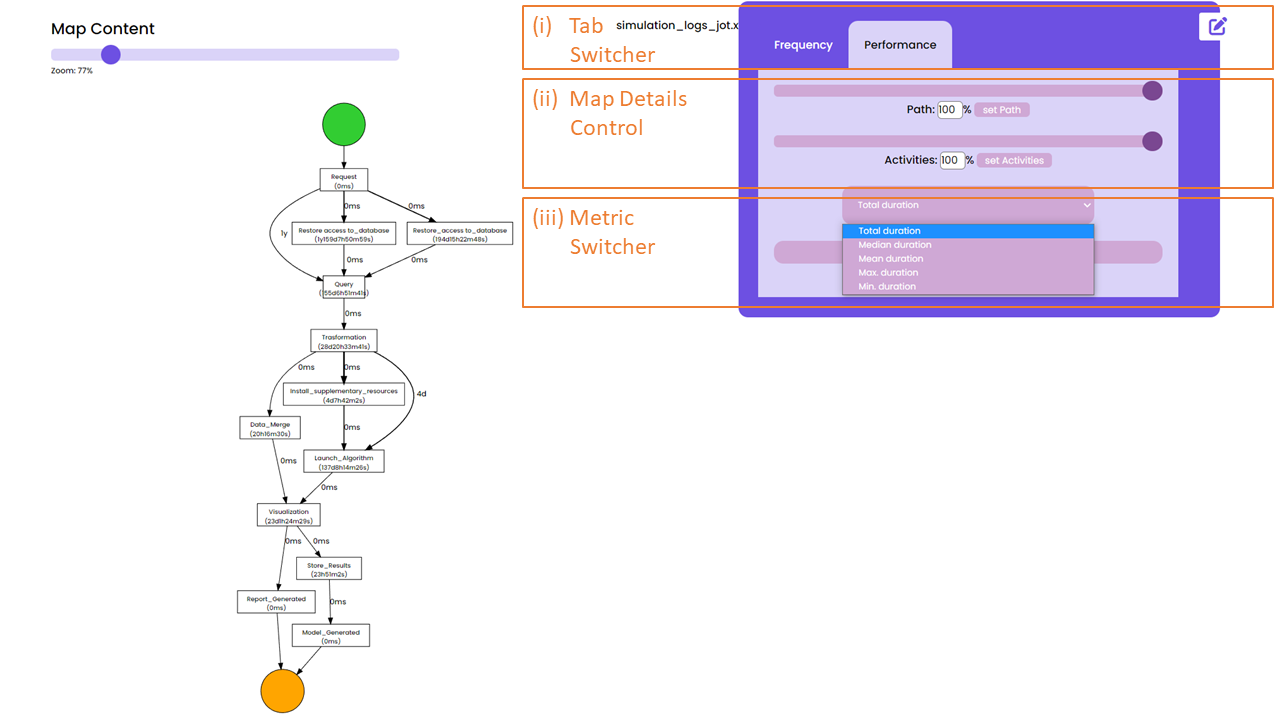 Map Content
Zoom: 77%
Request
(0ms)
0ms
0ms
1y
Restore access to_database
(1y159d7h50m59s)
Restore_access to_database
(194d15h22m48s)
0ms
0ms
Query
(155d6h51m41s)
0ms
Trasformation
(28d20h33m41s)
0ms
0ms
4d
Install_supplementary_resources
(4d7h42m2s)
Data_Merge
(20h16m30s)
0ms
Launch_Algorithm
(137d8h14m26s)
0ms
0ms
Visualization
(23d1h24m29s)
0ms
0ms
Store_Results
(23h51m2s)
Report_Generated
(0ms)
0ms
Model_Generated
(0ms)
(i) Tab
Switcher
simulation_logs_jot.x
Frequency
Performance
(ii) Map Details
Control
Path: 100 % set Path
Activities: 100 % set Activities
(iii) Metric
Switcher
Total duration
Total duration
Median duration
Mean duration
Max. duration
Min. duration